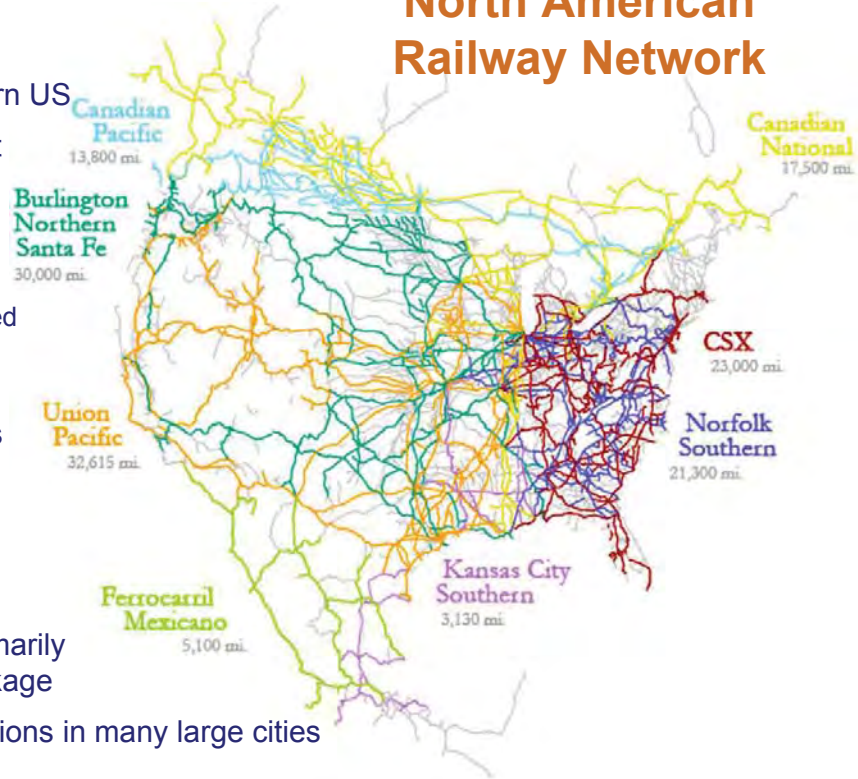 North American
Railway Network
rn US
Canadian
Pacific
13,800 mi.
Canadian
National
17,500 mi.
Burlington
Northern
Santa Fe
30,000 mi.
ed
CSX
23,000 mi.
Union
Pacific
32,615 mi.
s
Norfolk
Southern
21,300 mi.
Kansas City
Southern
3,130 mi.
Ferrocarril
Mexicano
5,100 mi.
marily
kage
ions in many large cities